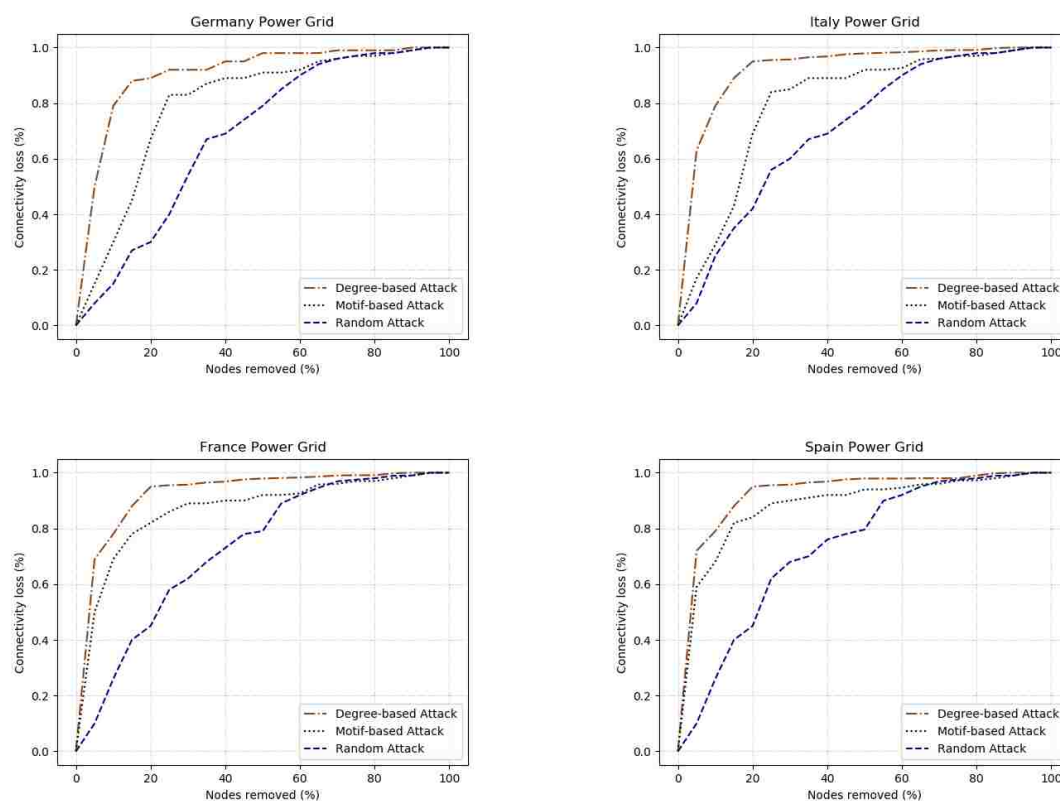 Germany Power Grid
Connectivity loss (%)
1.0
0.8
0.6
0.4
0.2
0.0
Degree-based Attack
Motif-based Attack
Random Attack
0 20 40 60 80 100
Nodes removed (%)
Italy Power Grid
Connectivity loss (%)
1.0
0.8
0.6
0.4
0.2
0.0
Degree-based Attack
Motif-based Attack
Random Attack
0 20 40 60 80 100
Nodes removed (%)
France Power Grid
Connectivity loss (%)
1.0
0.8
0.6
0.4
0.2
0.0
Degree-based Attack
Motif-based Attack
Random Attack
0 20 40 60 80 100
Nodes removed (%)
Spain Power Grid
Connectivity loss (%)
1.0
0.8
0.6
0.4
0.2
0.0
Degree-based Attack
Motif-based Attack
Random Attack
0 20 40 60 80 100
Nodes removed (%)